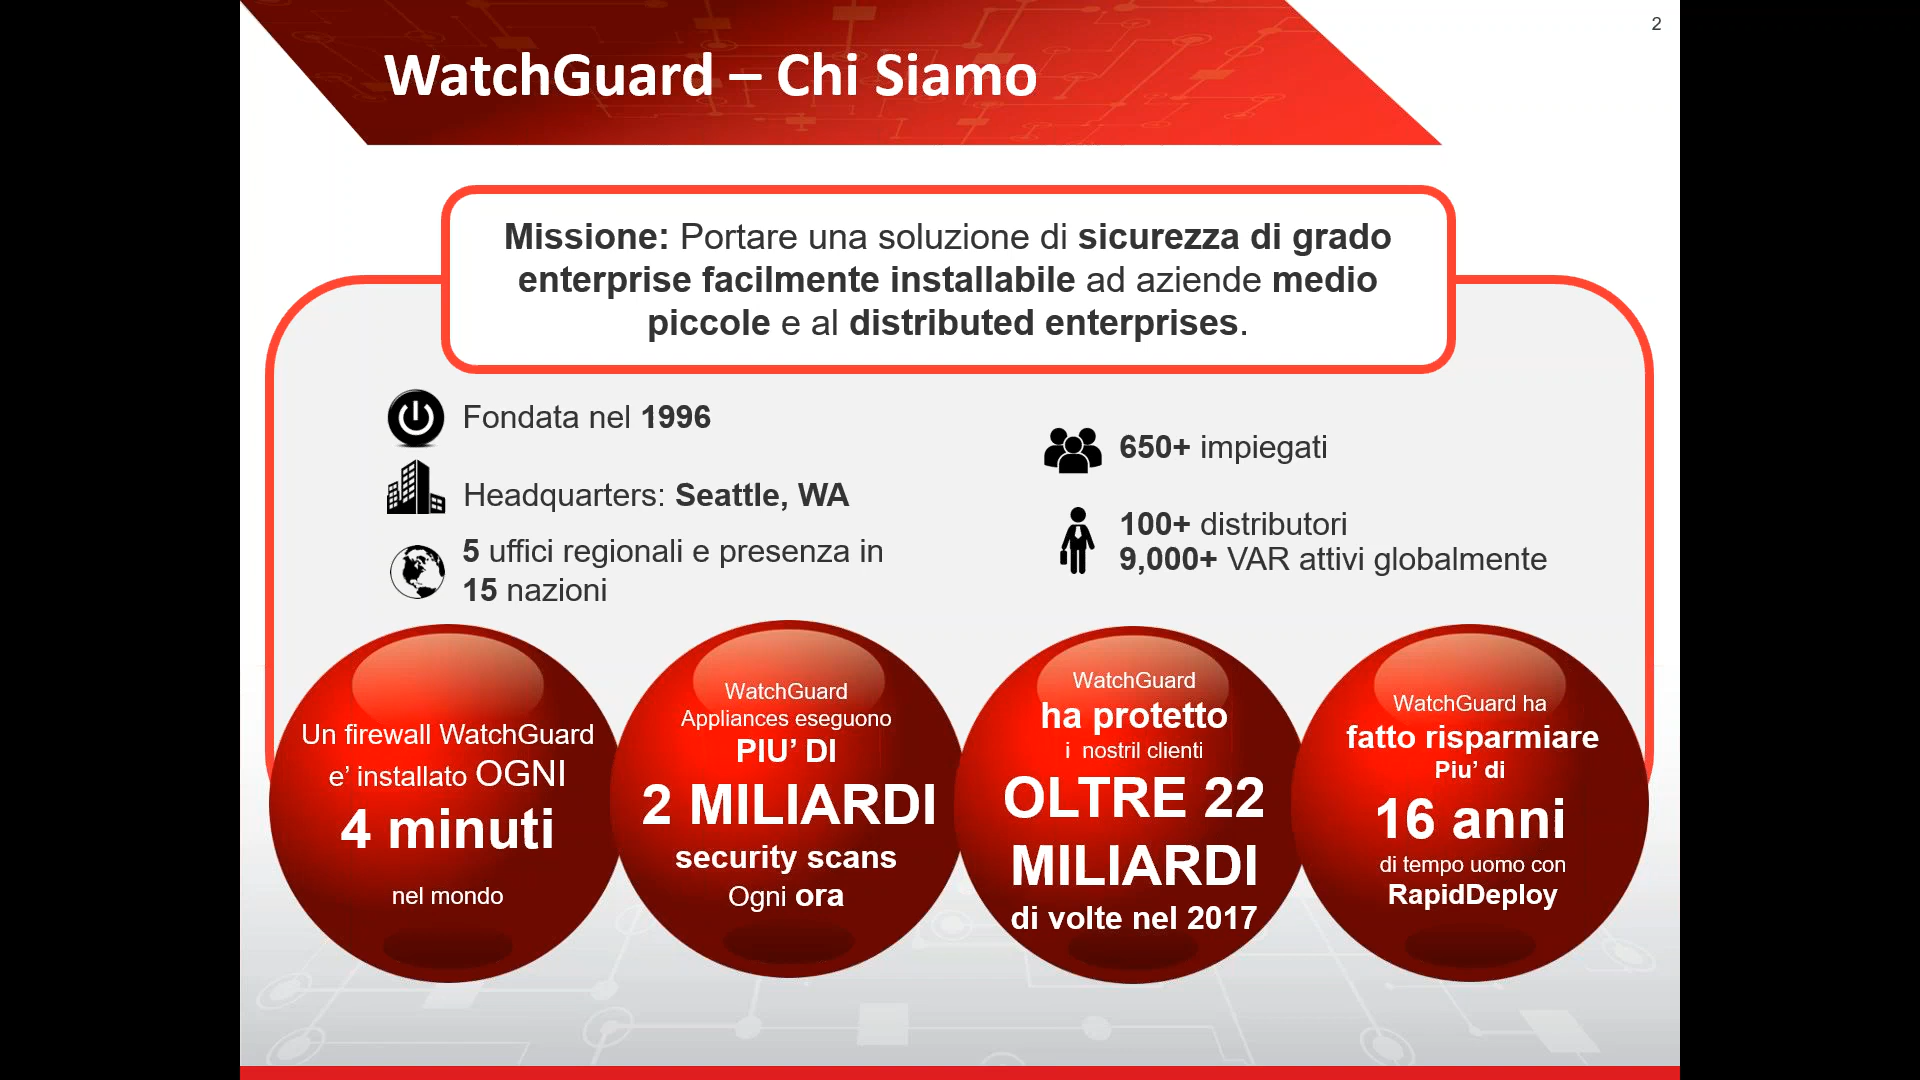 2
WatchGuard – Chi Siamo
Missione: Portare una soluzione di sicurezza di grado
enterprise facilmente installabile ad aziende medio
piccole e al distributed enterprises.
Fondata nel 1996
Headquarters: Seattle, WA
5 uffici regionali e presenza in
15 nazioni
650+ impiegati
100+ distributori
9,000+ VAR attivi globalmente
Un firewall WatchGuard
e’ installato OGNI
4 minuti
nel mondo
WatchGuard
Appliances eseguono
PIU’ DI
2 MILIARDI
security scans
Ogni ora
WatchGuard
ha protetto
i nostril clienti
OLTRE 22
MILIARDI
di volte nel 2017
WatchGuard ha
fatto risparmiare
Piu’ di
16 anni
di tempo uomo con
RapidDeploy